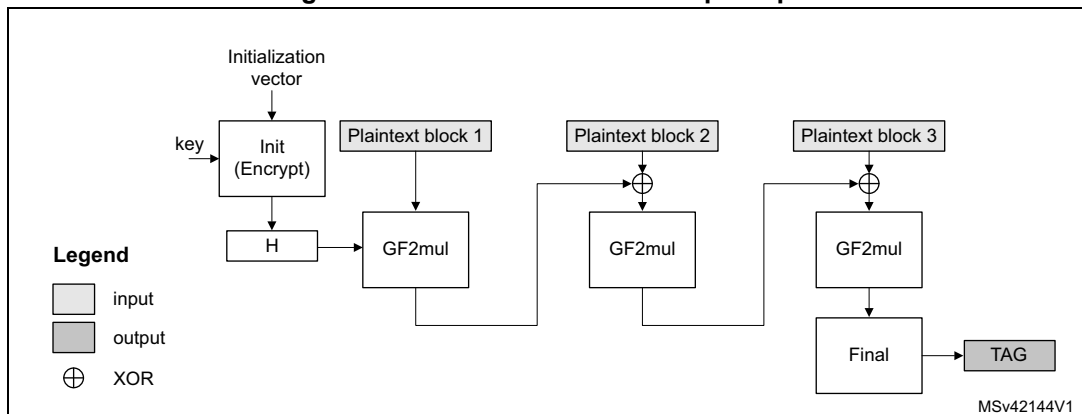 Initialization
vector
key
Init
(Encrypt)
Plaintext block 1
Plaintext block 2
Plaintext block 3
H
GF2mul
GF2mul
GF2mul
Legend
input
output
XOR
Final
TAG
MSv42144V1